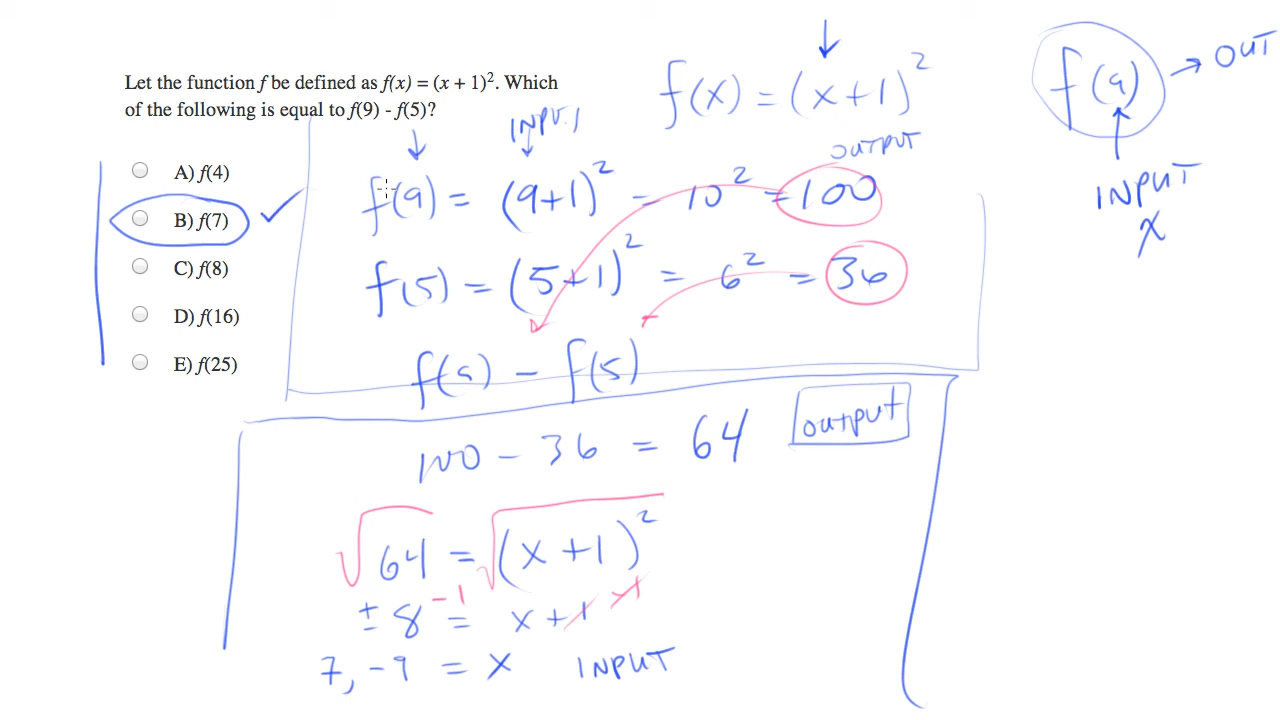 Let the function f be defined as f(x) = (x + 1)². Which
of the following is equal to f(9) - f(5)?
A) f(4)
B) f(7)
C) f(8)
D) f(16)
E) f(25)
f(x) = (x+1)²
f(9) → OUT
INPUT
x
INPUT
OUTPUT
f(9) = (9+1)² = 10² = 100
f(5) = (5+1)² = 6² = 36
f(9) - f(5)
100 - 36 = 64
output
√64 = √(x+1)²
-1 -1
± 8 = x + 1
7, -9 = x INPUT